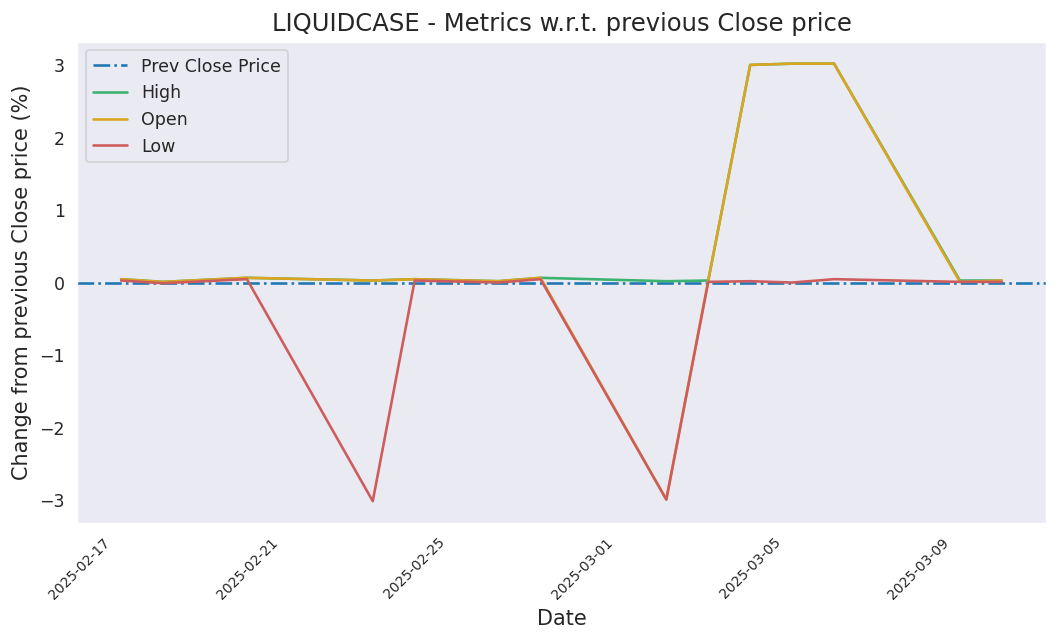 LIQUIDCASE - Metrics w.r.t. previous Close price
Change from previous Close price (%)
Prev Close Price
High
Open
Low
3
2
1
0
−1
−2
−3
2025-02-17
2025-02-21
2025-02-25
2025-03-01
2025-03-05
2025-03-09
Date